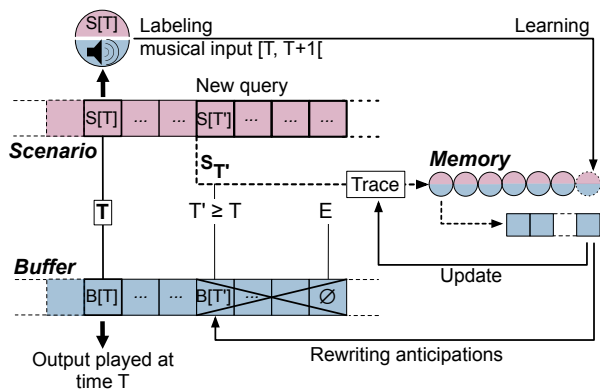 S[T]
Labeling
musical input [T, T+1[
Learning
New query
S[T] ... ... S[T'] ... ... ...
Scenario
S_T'
Trace
Memory
T
T' ≥ T
E
Buffer
Update
B[T] ... ... B[T'] ... ∅
Output played at
time T
Rewriting anticipations